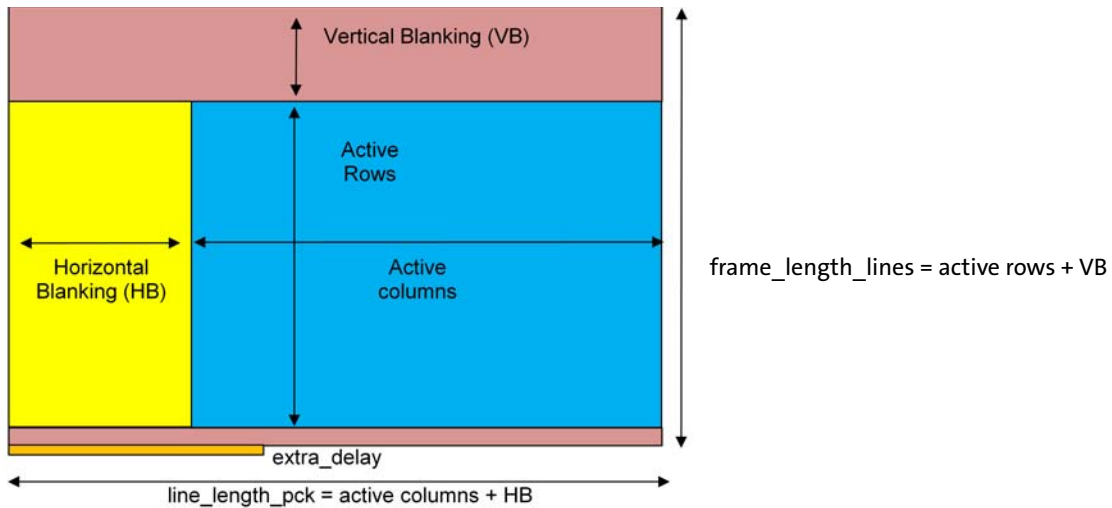 Vertical Blanking (VB)
Active
Rows
Horizontal
Blanking (HB)
Active
columns
frame_length_lines = active rows + VB
extra_delay
line_length_pck = active columns + HB